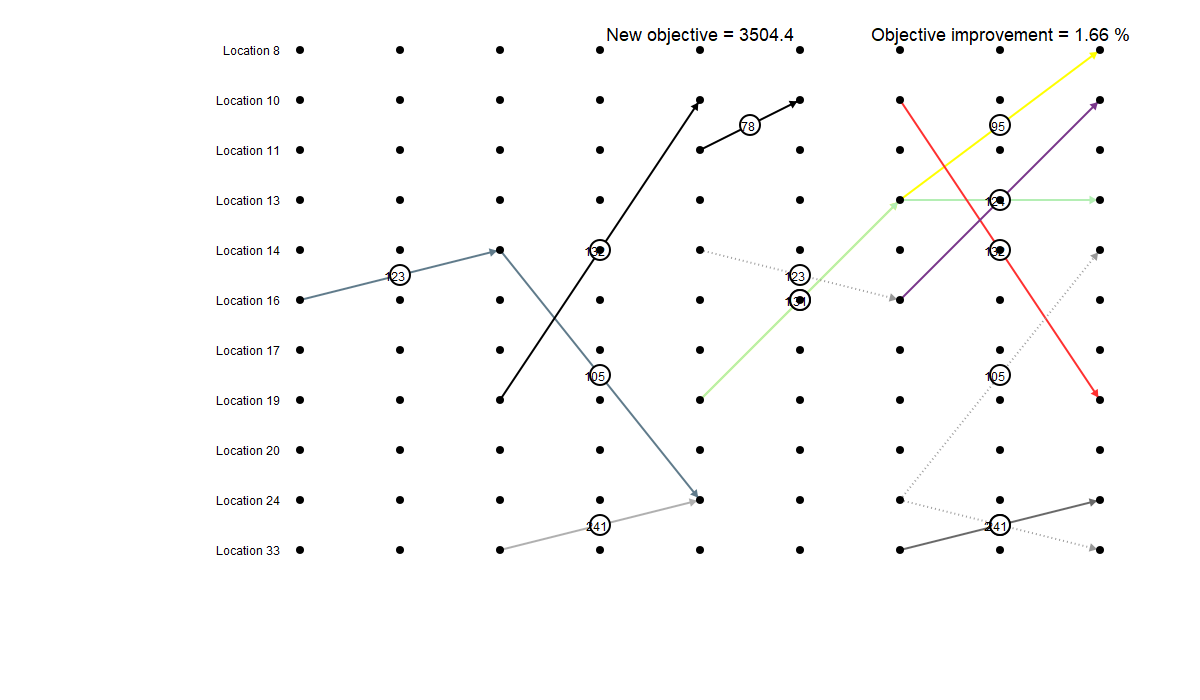 New objective = 3504.4
Objective improvement = 1.66 %
Location 8
Location 10
78
95
Location 11
Location 13
Location 14
132
132
123
123
Location 16
Location 17
105
105
Location 19
Location 20
Location 24
241
241
Location 33